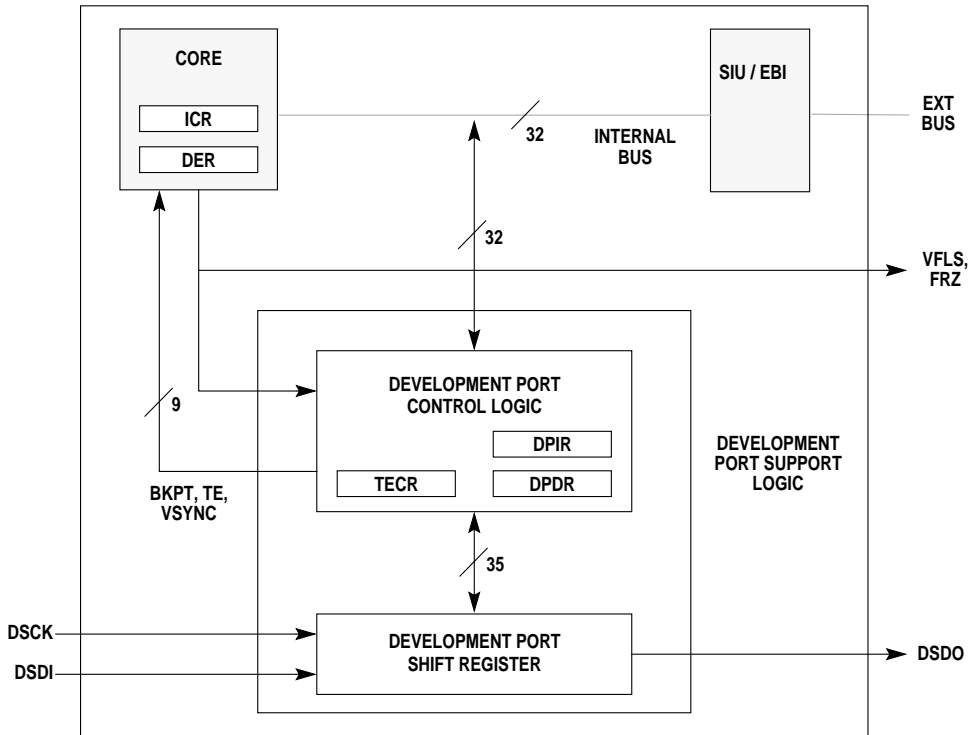 CORE
ICR
DER
SIU / EBI
EXT
BUS
32
INTERNAL
BUS
32
VFLS,
FRZ
9
DEVELOPMENT PORT
CONTROL LOGIC
DPIR
TECR
DPDR
DEVELOPMENT
PORT SUPPORT
LOGIC
BKPT, TE,
VSYNC
35
DSCK
DSDI
DEVELOPMENT PORT
SHIFT REGISTER
DSDO